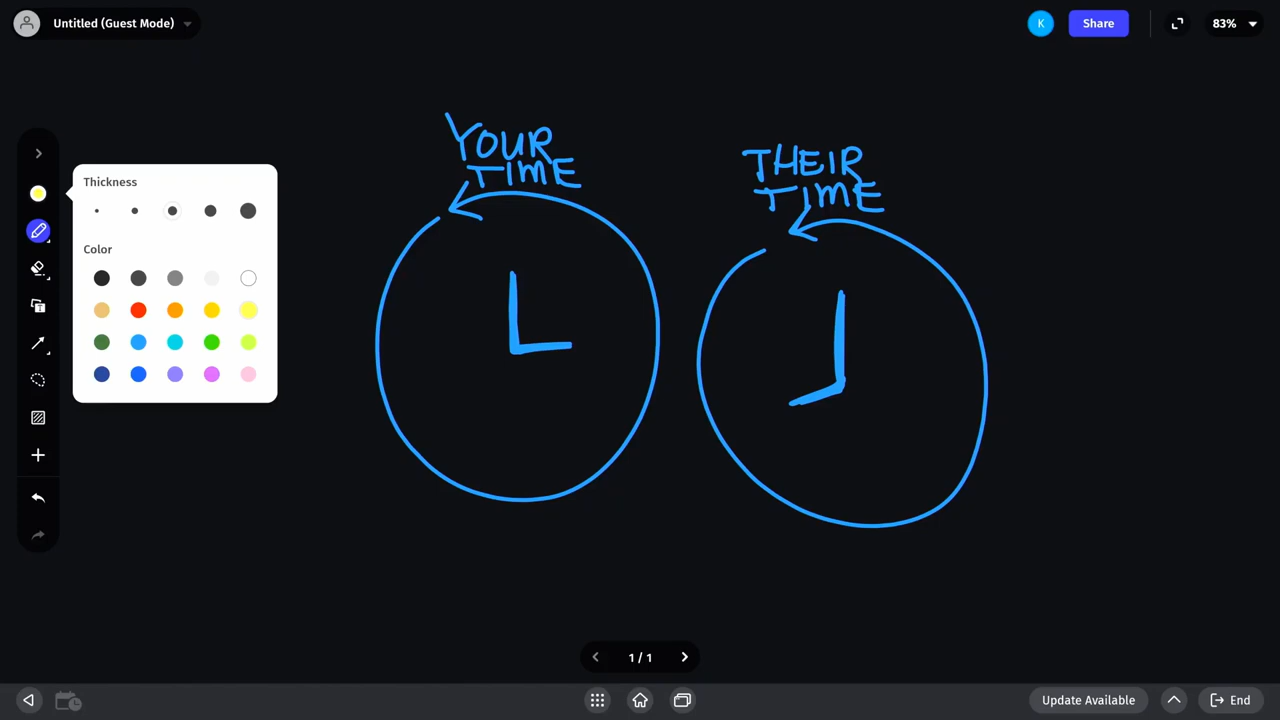 Untitled (Guest Mode)
K
Share
83%
YOUR
TIME
THEIR
TIME
Thickness
Color
1 / 1
Update Available
End